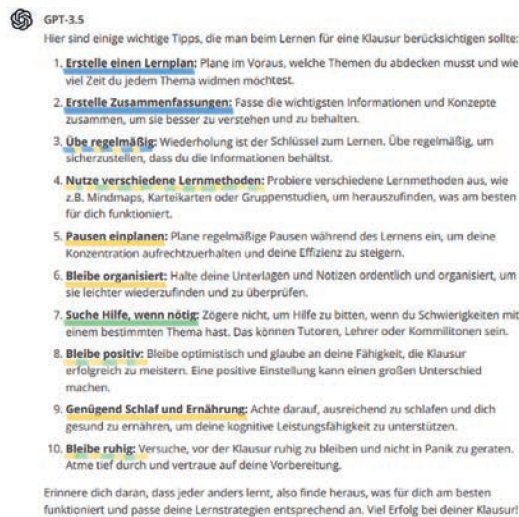 GPT-3.5
Hier sind einige wichtige Tipps, die man beim Lernen für eine Klausur berücksichtigen sollte:
1. Erstelle einen Lernplan: Plane im Voraus, welche Themen du abdecken musst und wie
viel Zeit du jedem Thema widmen möchtest.
2. Erstelle Zusammenfassungen: Fasse die wichtigsten Informationen und Konzepte
zusammen, um sie besser zu verstehen und zu behalten.
3. Übe regelmäßig: Wiederholung ist der Schlüssel zum Lernen. Übe regelmäßig, um
sicherzustellen, dass du die Informationen behältst.
4. Nutze verschiedene Lernmethoden: Probiere verschiedene Lernmethoden aus, wie
z.B. Mindmaps, Karteikarten oder Gruppenstudien, um herauszufinden, was am besten
für dich funktioniert.
5. Pausen einplanen: Plane regelmäßige Pausen während des Lernens ein, um deine
Konzentration aufrechtzuerhalten und deine Effizienz zu steigern.
6. Bleibe organisiert: Halte deine Unterlagen und Notizen ordentlich und organisiert, um
sie leichter wiederzufinden und zu überprüfen.
7. Suche Hilfe, wenn nötig: Zögere nicht, um Hilfe zu bitten, wenn du Schwierigkeiten mit
einem bestimmten Thema hast. Das können Tutoren, Lehrer oder Kommilitonen sein.
8. Bleibe positiv: Bleibe optimistisch und glaube an deine Fähigkeit, die Klausur
erfolgreich zu meistern. Eine positive Einstellung kann einen großen Unterschied
machen.
9. Genügend Schlaf und Ernährung: Achte darauf, ausreichend zu schlafen und dich
gesund zu ernähren, um deine kognitive Leistungsfähigkeit zu unterstützen.
10. Bleibe ruhig: Versuche, vor der Klausur ruhig zu bleiben und nicht in Panik zu geraten.
Atme tief durch und vertraue auf deine Vorbereitung.
Erinnere dich daran, dass jeder anders lernt, also finde heraus, was für dich am besten
funktioniert und passe deine Lernstrategien entsprechend an. Viel Erfolg bei deiner Klausur!